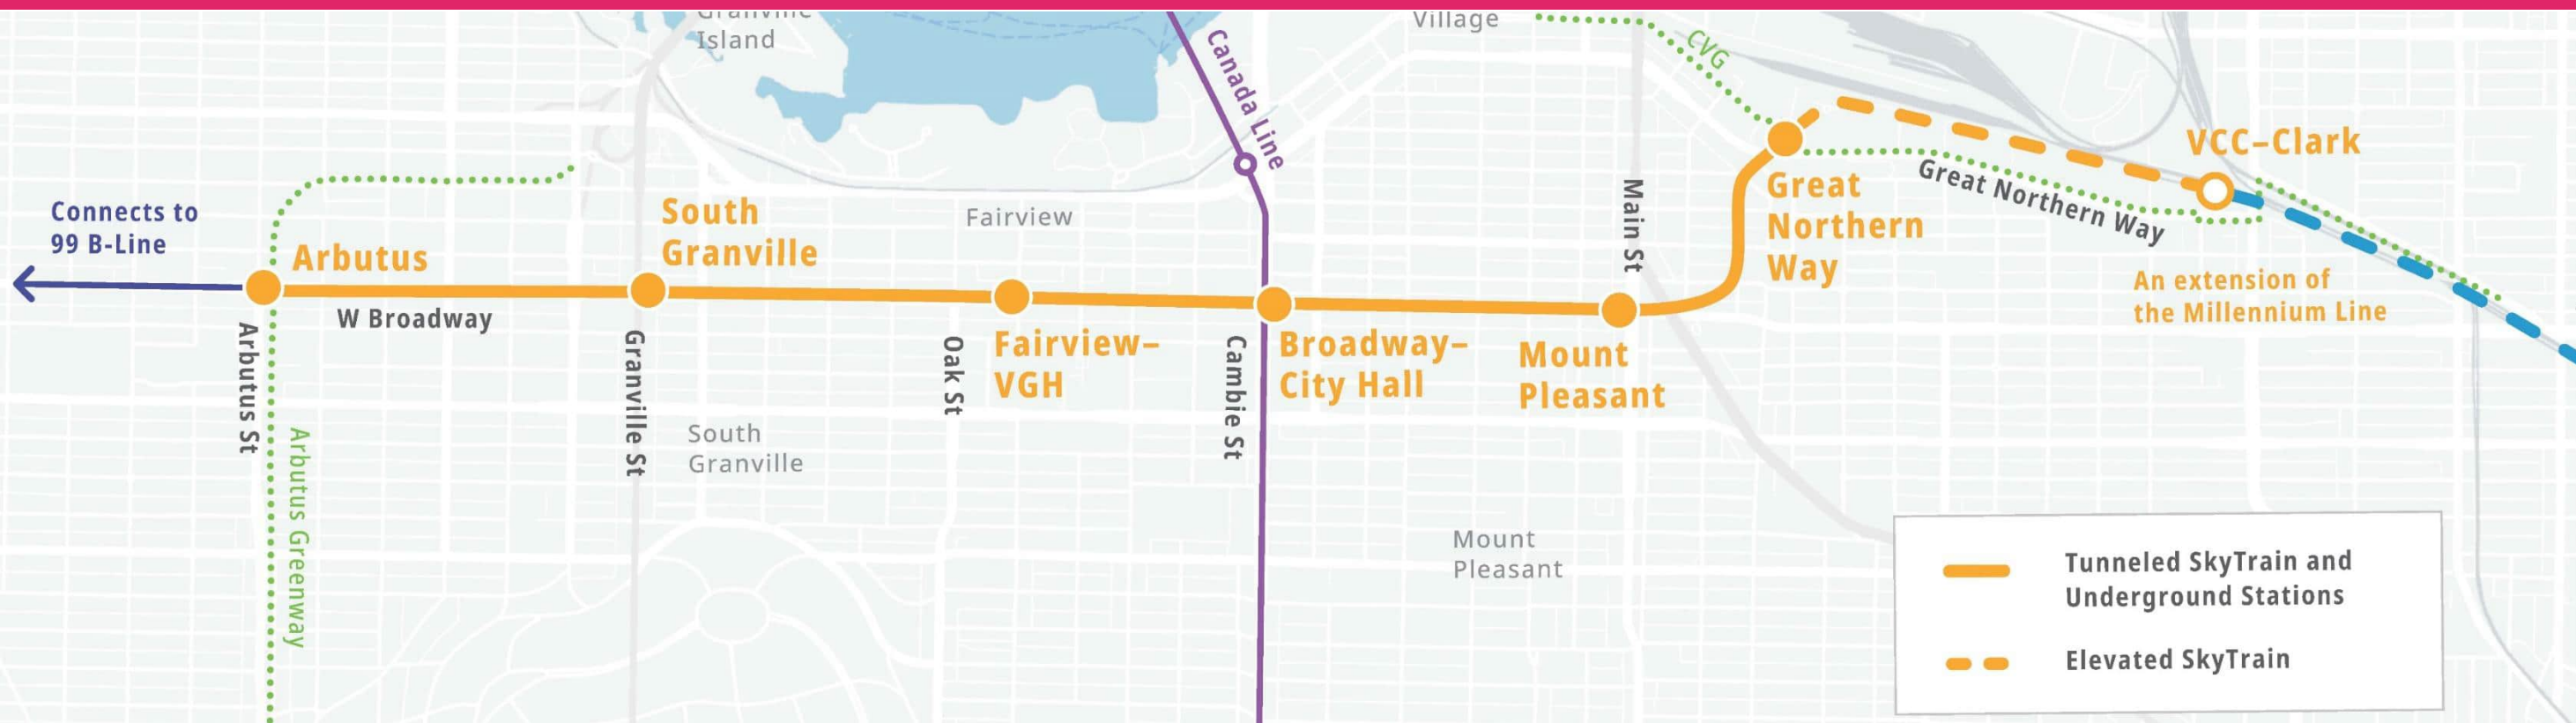 Granville
Island
Village
CVG
Canada Line
VCC–Clark
Connects to
99 B-Line
Arbutus
South
Granville
Fairview
Main St
Great
Northern
Way
Great Northern Way
An extension of
the Millennium Line
W Broadway
Arbutus St
Granville St
Oak St
Fairview–
VGH
Cambie St
Broadway–
City Hall
Mount
Pleasant
Arbutus Greenway
South
Granville
Mount
Pleasant
Tunneled SkyTrain and
Underground Stations
Elevated SkyTrain